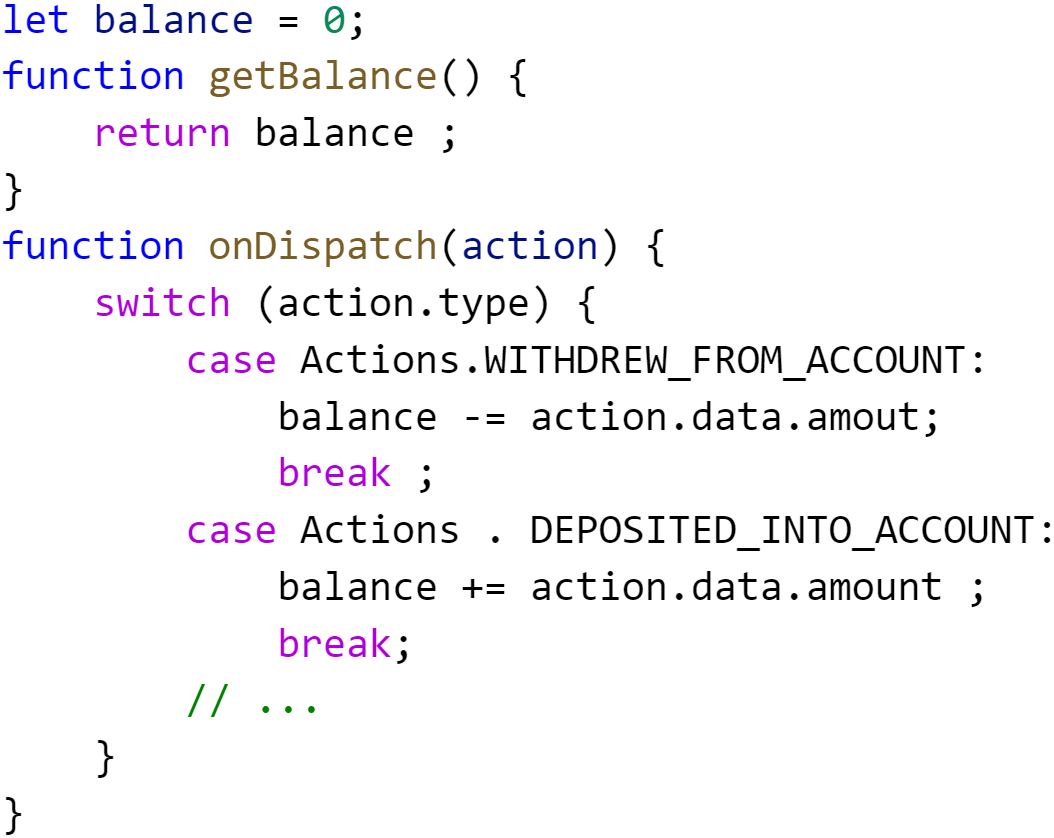 let balance = 0;
function getBalance() {
    return balance ;
}
function onDispatch(action) {
    switch (action.type) {
        case Actions.WITHDREW_FROM_ACCOUNT:
            balance -= action.data.amout;
            break ;
        case Actions . DEPOSITED_INTO_ACCOUNT:
            balance += action.data.amount ;
            break;
        // ...
    }
}